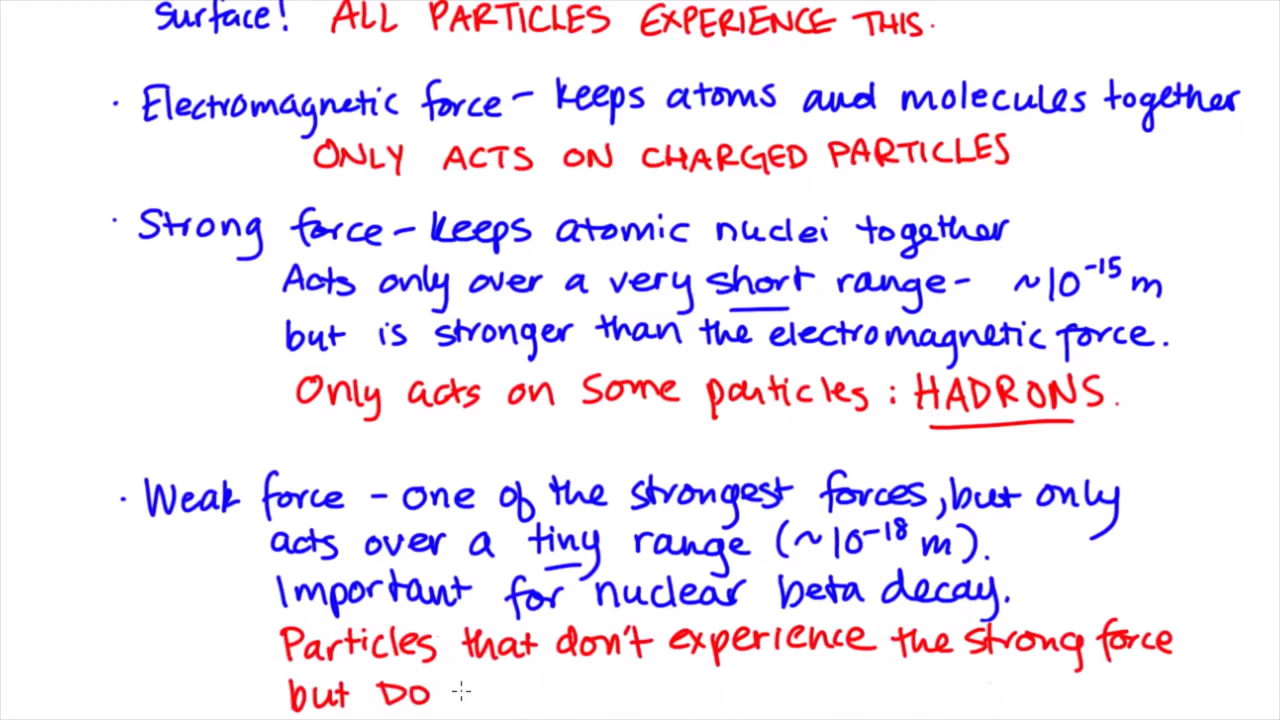 surface! ALL PARTICLES EXPERIENCE THIS.
· Electromagnetic force - keeps atoms and molecules together
ONLY ACTS ON CHARGED PARTICLES
· Strong force - keeps atomic nuclei together
Acts only over a very short range - ~10⁻¹⁵ m
but is stronger than the electromagnetic force.
Only acts on some particles : HADRONS.
· Weak force - one of the strongest forces, but only
acts over a tiny range (~10⁻¹⁸ m).
Important for nuclear beta decay.
Particles that don't experience the strong force
but DO